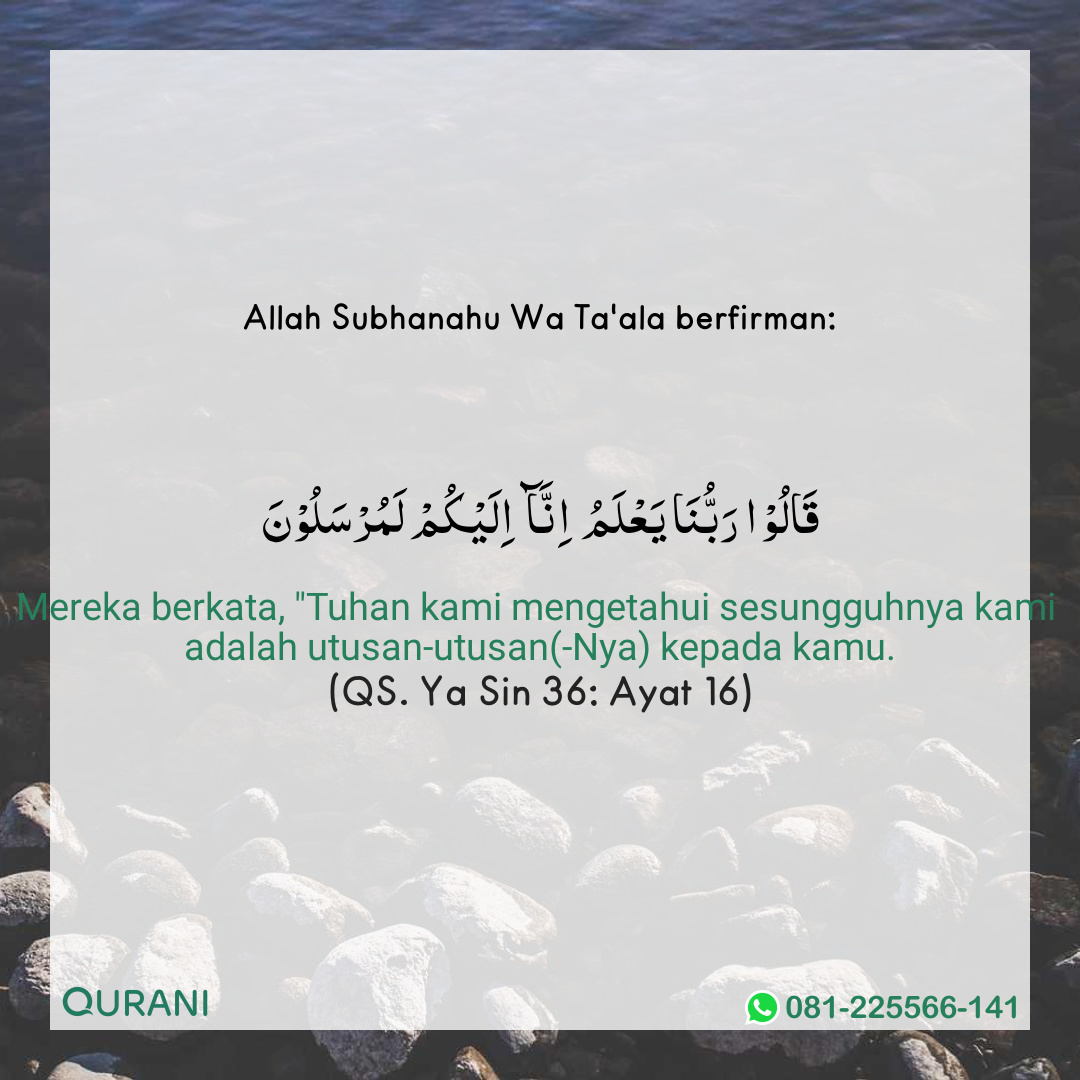 Allah Subhanahu Wa Ta'ala berfirman:
قَالُوْا رَبُّنَا يَعْلَمُ اِنَّآ اِلَيْكُمْ لَمُرْسَلُوْنَ
Mereka berkata, "Tuhan kami mengetahui sesungguhnya kami
adalah utusan-utusan(-Nya) kepada kamu.
(QS. Ya Sin 36: Ayat 16)
QURANI
081-225566-141